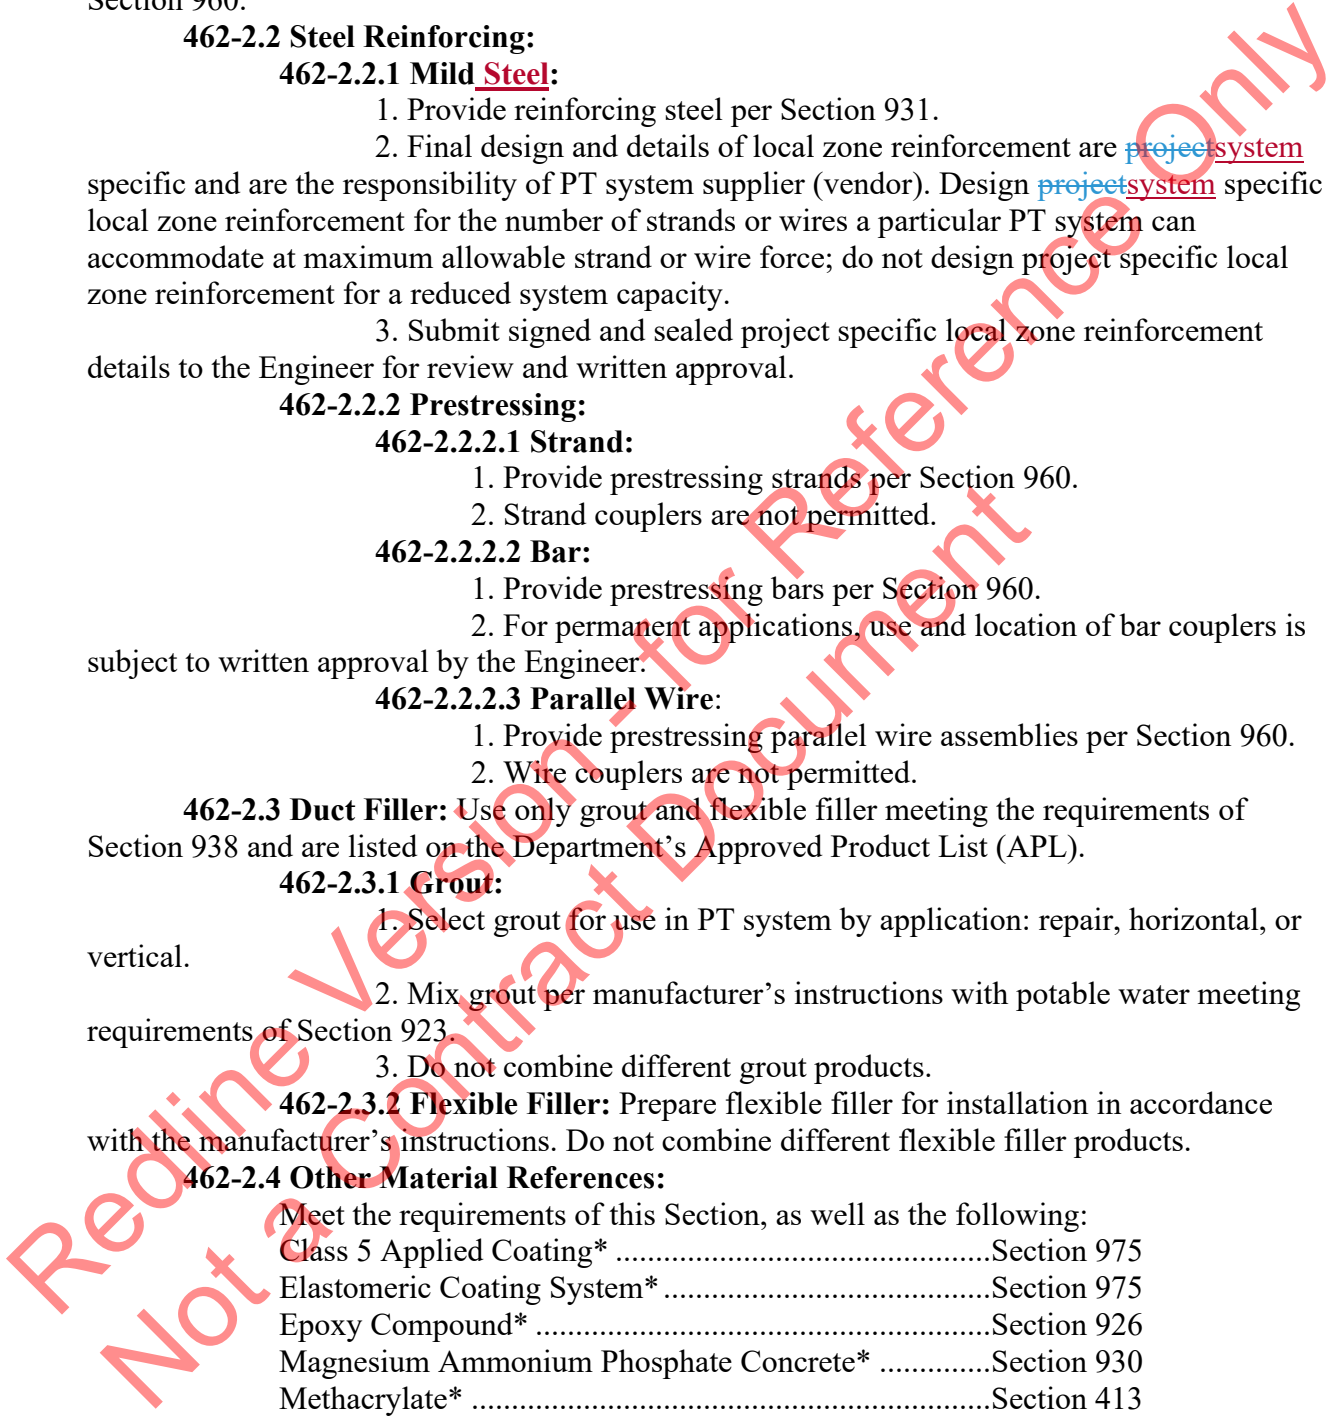 Section 960.
462-2.2 Steel Reinforcing:
462-2.2.1 Mild Steel:
1. Provide reinforcing steel per Section 931.
2. Final design and details of local zone reinforcement are projectsystem
specific and are the responsibility of PT system supplier (vendor). Design projectsystem specific
local zone reinforcement for the number of strands or wires a particular PT system can
accommodate at maximum allowable strand or wire force; do not design project specific local
zone reinforcement for a reduced system capacity.
3. Submit signed and sealed project specific local zone reinforcement
details to the Engineer for review and written approval.
462-2.2.2 Prestressing:
462-2.2.2.1 Strand:
1. Provide prestressing strands per Section 960.
2. Strand couplers are not permitted.
462-2.2.2.2 Bar:
1. Provide prestressing bars per Section 960.
2. For permanent applications, use and location of bar couplers is
subject to written approval by the Engineer.
462-2.2.2.3 Parallel Wire:
1. Provide prestressing parallel wire assemblies per Section 960.
2. Wire couplers are not permitted.
462-2.3 Duct Filler: Use only grout and flexible filler meeting the requirements of
Section 938 and are listed on the Department’s Approved Product List (APL).
462-2.3.1 Grout:
1. Select grout for use in PT system by application: repair, horizontal, or
vertical.
2. Mix grout per manufacturer’s instructions with potable water meeting
requirements of Section 923.
3. Do not combine different grout products.
462-2.3.2 Flexible Filler: Prepare flexible filler for installation in accordance
with the manufacturer’s instructions. Do not combine different flexible filler products.
462-2.4 Other Material References:
Meet the requirements of this Section, as well as the following:
Class 5 Applied Coating* ...............................................Section 975
Elastomeric Coating System* .........................................Section 975
Epoxy Compound* .........................................................Section 926
Magnesium Ammonium Phosphate Concrete* ..............Section 930
Methacrylate* .................................................................Section 413
Redline Version - for Reference Only
Not a Contract Document